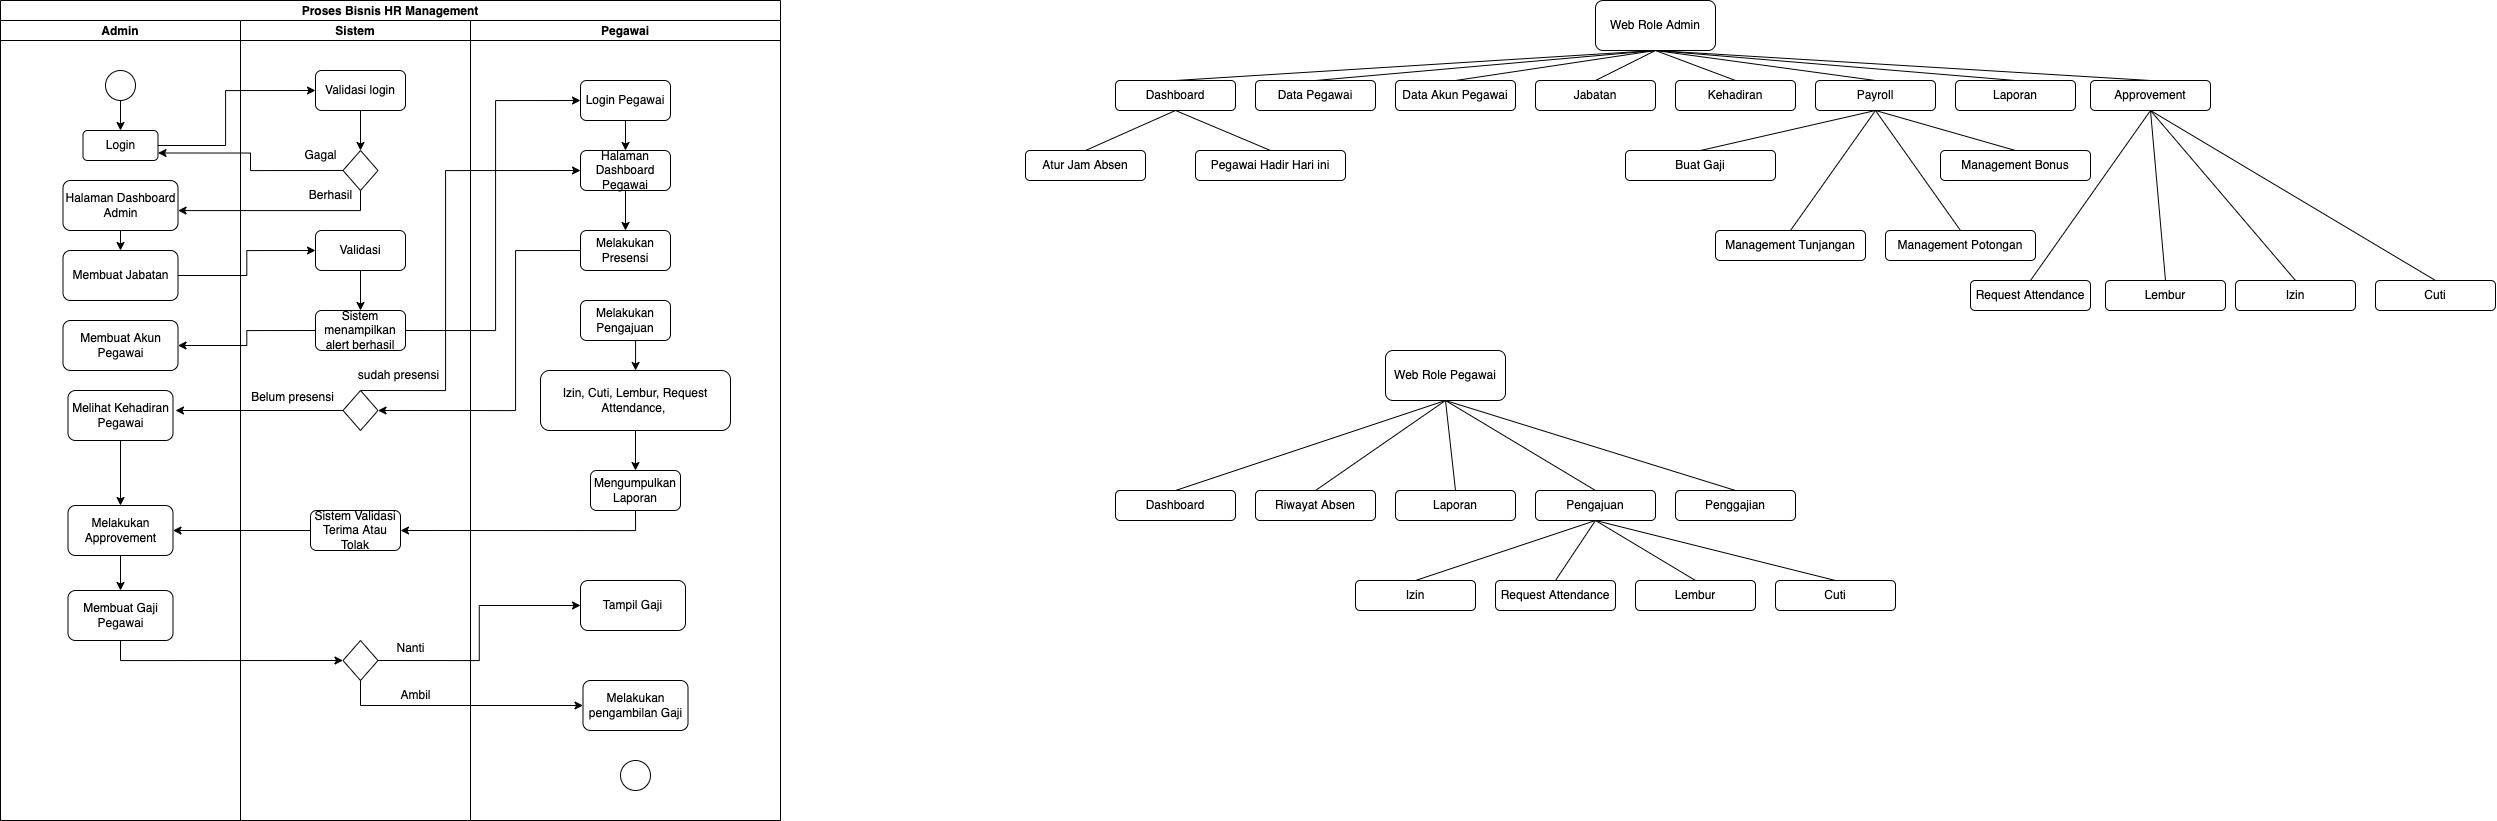 Proses Bisnis HR Management
Admin
Sistem
Pegawai
Login
Validasi login
Gagal
Berhasil
Halaman Dashboard
Admin
Membuat Jabatan
Validasi
Sistem
menampilkan
alert berhasil
Membuat Akun
Pegawai
Login Pegawai
Halaman
Dashboard
Pegawai
Melakukan
Presensi
Melakukan
Pengajuan
sudah presensi
Belum presensi
Melihat Kehadiran
Pegawai
Izin, Cuti, Lembur, Request
Attendance,
Mengumpulkan
Laporan
Sistem Validasi
Terima Atau
Tolak
Melakukan
Approvement
Membuat Gaji
Pegawai
Nanti
Ambil
Tampil Gaji
Melakukan
pengambilan Gaji
Web Role Admin
Dashboard
Data Pegawai
Data Akun Pegawai
Jabatan
Kehadiran
Payroll
Laporan
Approvement
Atur Jam Absen
Pegawai Hadir Hari ini
Buat Gaji
Management Bonus
Management Tunjangan
Management Potongan
Request Attendance
Lembur
Izin
Cuti
Web Role Pegawai
Dashboard
Riwayat Absen
Laporan
Pengajuan
Penggajian
Izin
Request Attendance
Lembur
Cuti